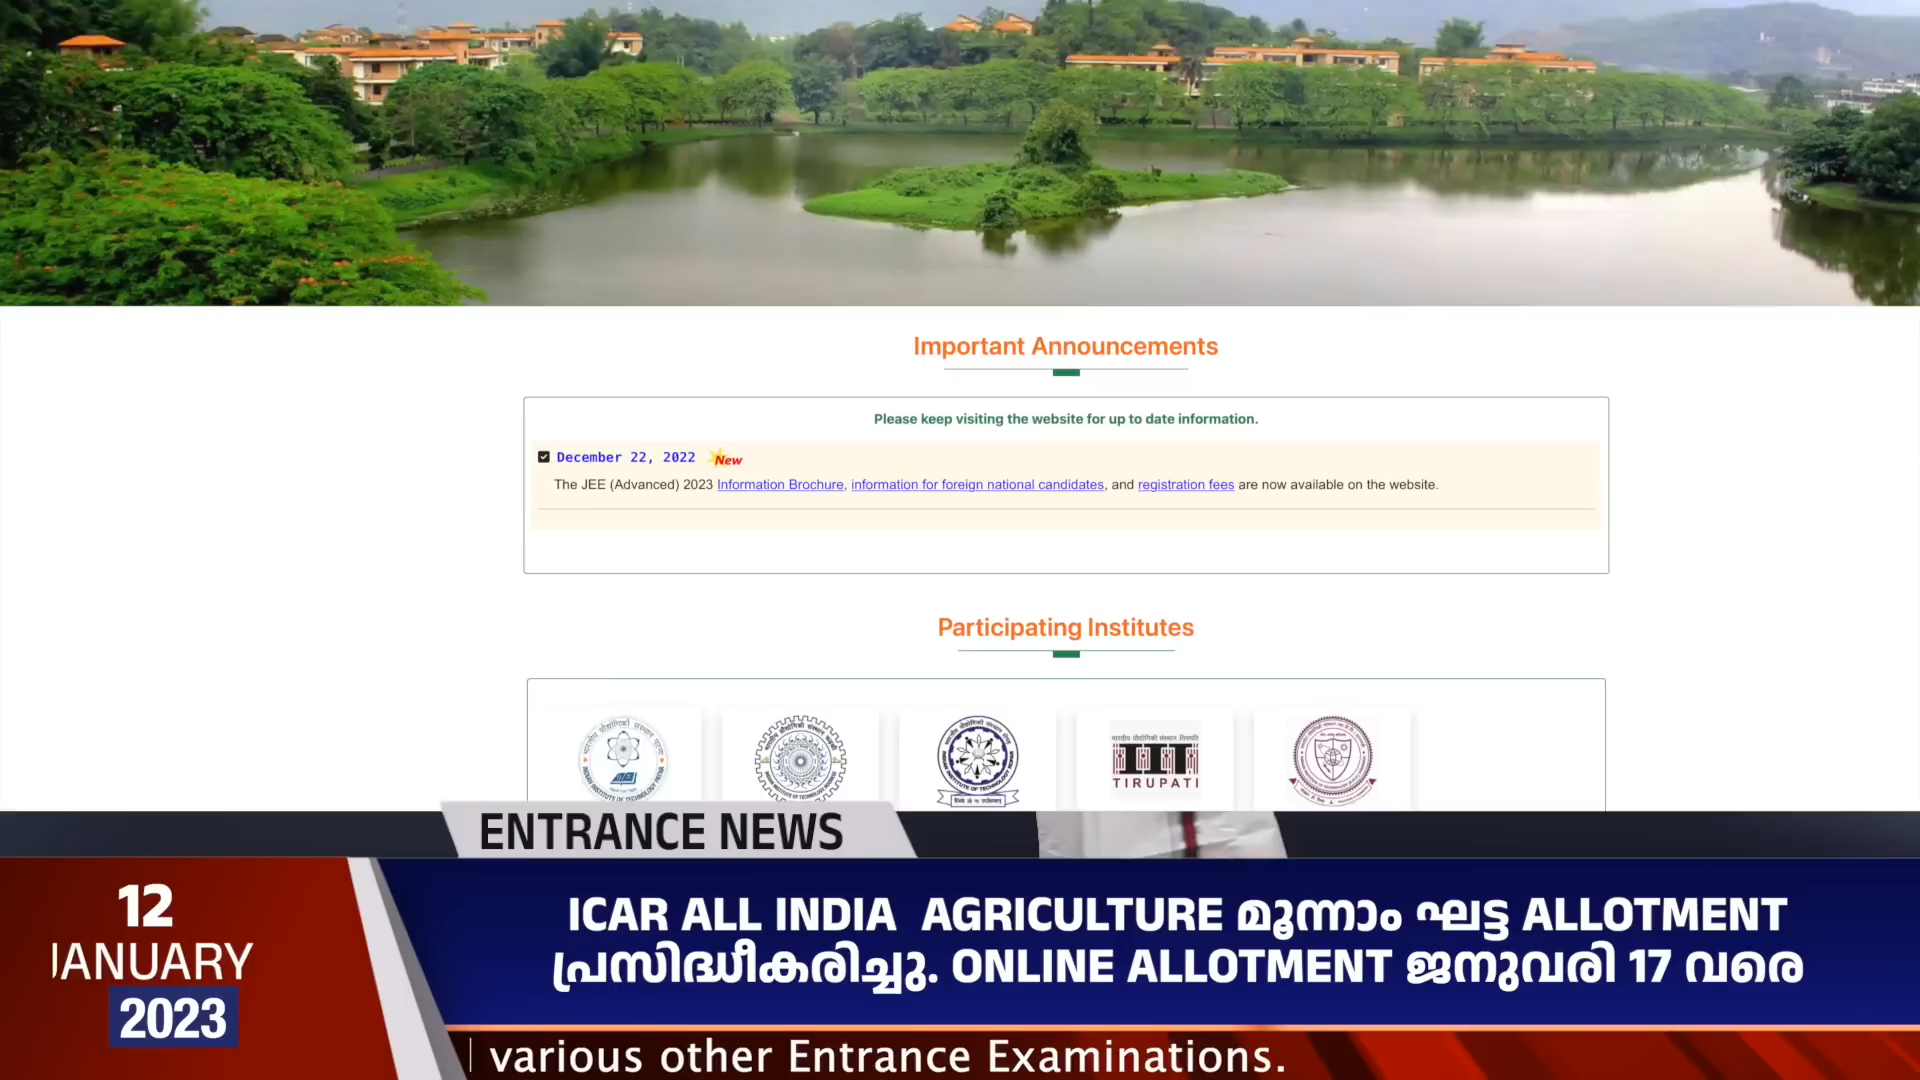 Important Announcements
Please keep visiting the website for up to date information.
December 22, 2022 New
The JEE (Advanced) 2023 Information Brochure, information for foreign national candidates, and registration fees are now available on the website.
Participating Institutes
TIRUPATI
ENTRANCE NEWS
12
JANUARY
2023
ICAR ALL INDIA AGRICULTURE മൂന്നാം ഘട്ട ALLOTMENT
പ്രസിദ്ധീകരിച്ചു. ONLINE ALLOTMENT ജനുവരി 17 വരെ
various other Entrance Examinations.